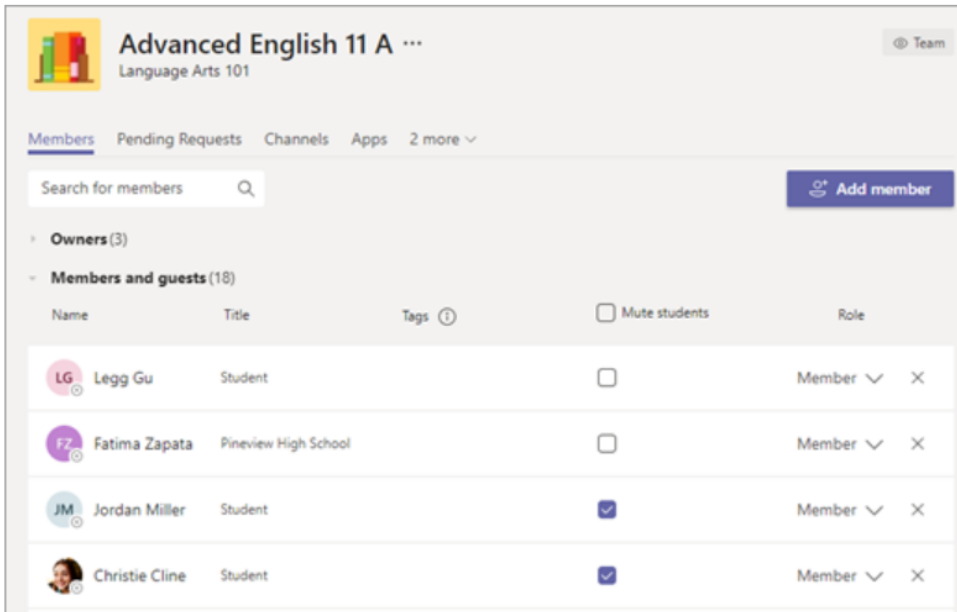 Advanced English 11 A ...
Language Arts 101
Team
Members Pending Requests Channels Apps 2 more
Search for members
Add member
Owners (3)
Members and guests (18)
Name Title Tags Mute students Role
LG Legg Gu Student Member
FZ Fatima Zapata Pineview High School Member
JM Jordan Miller Student Member
Christie Cline Student Member